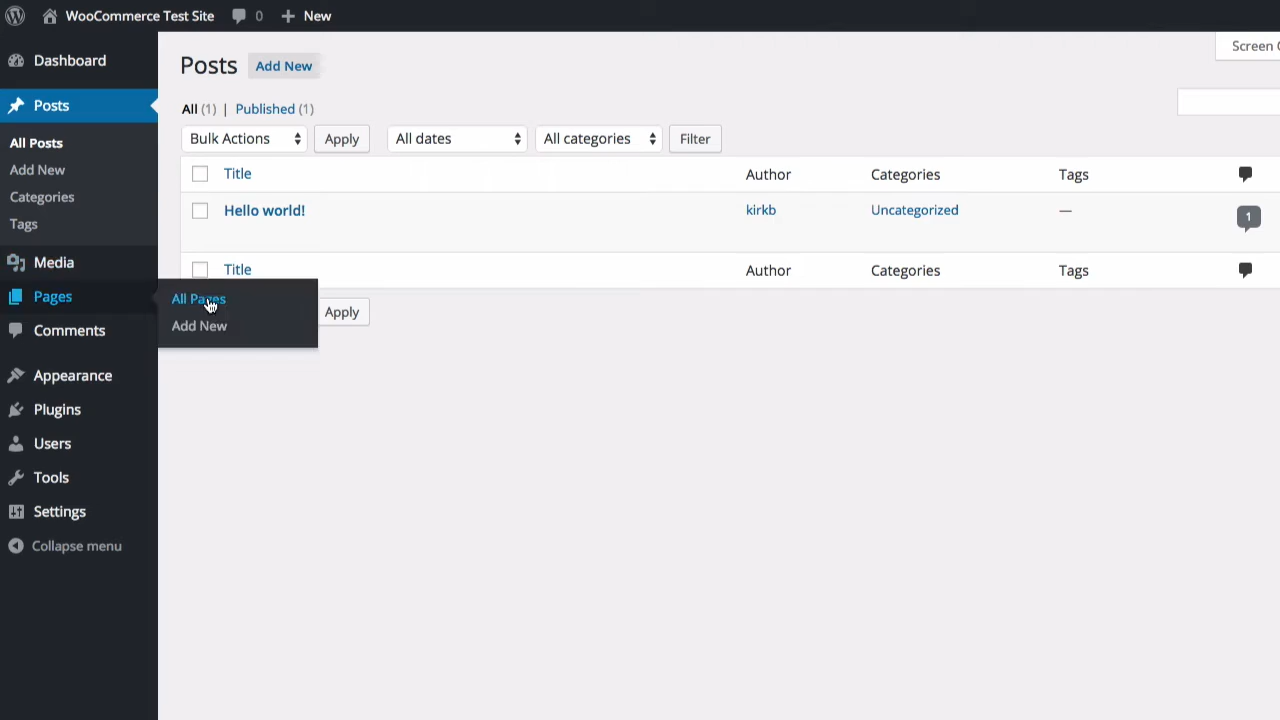 WooCommerce Test Site 0 New
Dashboard
Posts
All Posts
Add New
Categories
Tags
Media
Pages
Comments
Appearance
Plugins
Users
Tools
Settings
Collapse menu
All Pages
Add New
Screen
Posts Add New
All (1) | Published (1)
Bulk Actions Apply All dates All categories Filter
Title Author Categories Tags
Hello world! kirkb Uncategorized — 1
Title Author Categories Tags
Apply